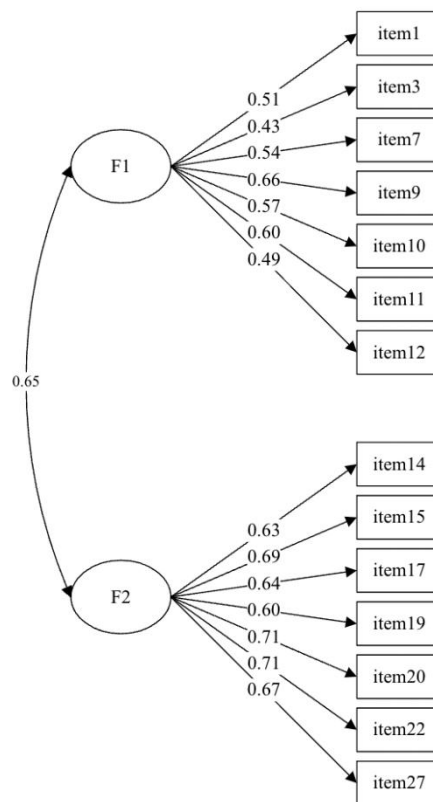 item1
0.51
item3
0.43
item7
0.54
F1
0.66
item9
0.57
item10
0.60
item11
0.49
item12
0.65
item14
0.63
item15
0.69
item17
0.64
F2
0.60
item19
0.71
item20
0.71
item22
0.67
item27